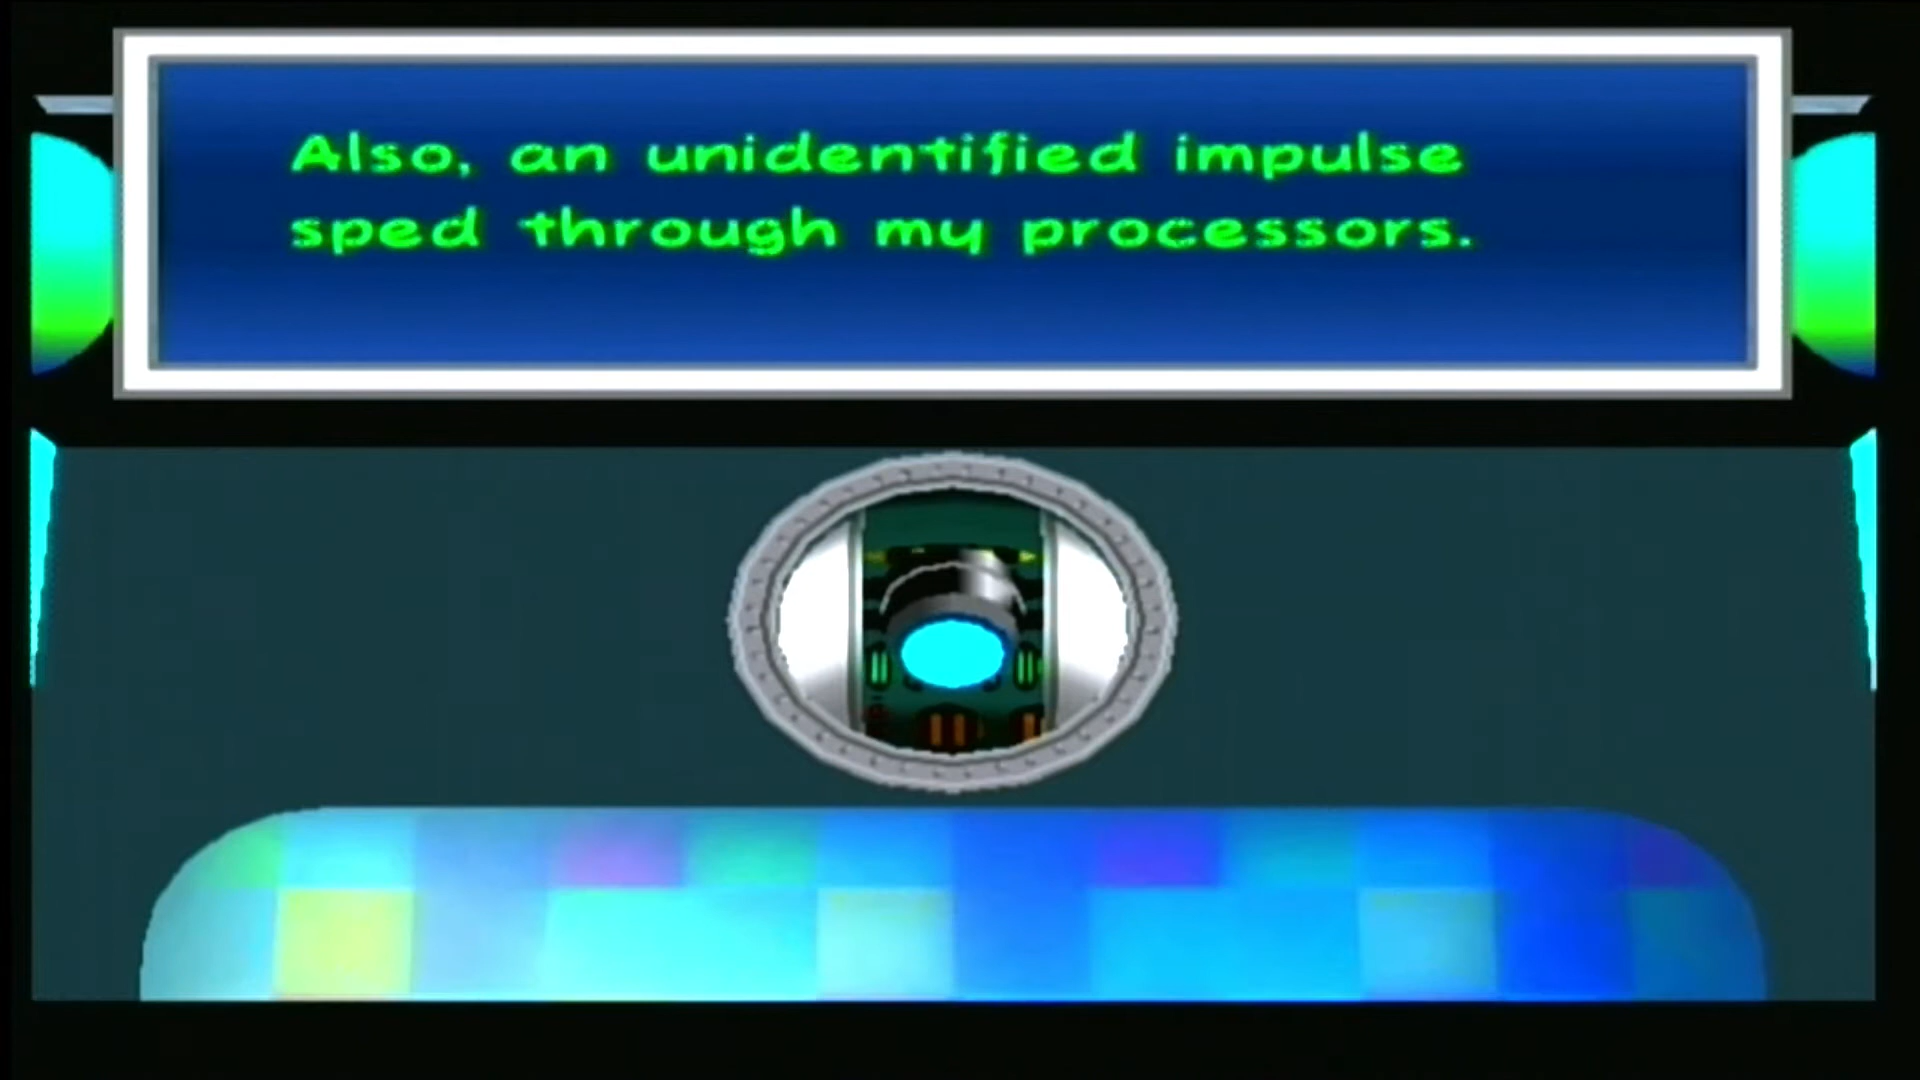 Also, an unidentified impulse
sped through my processors.